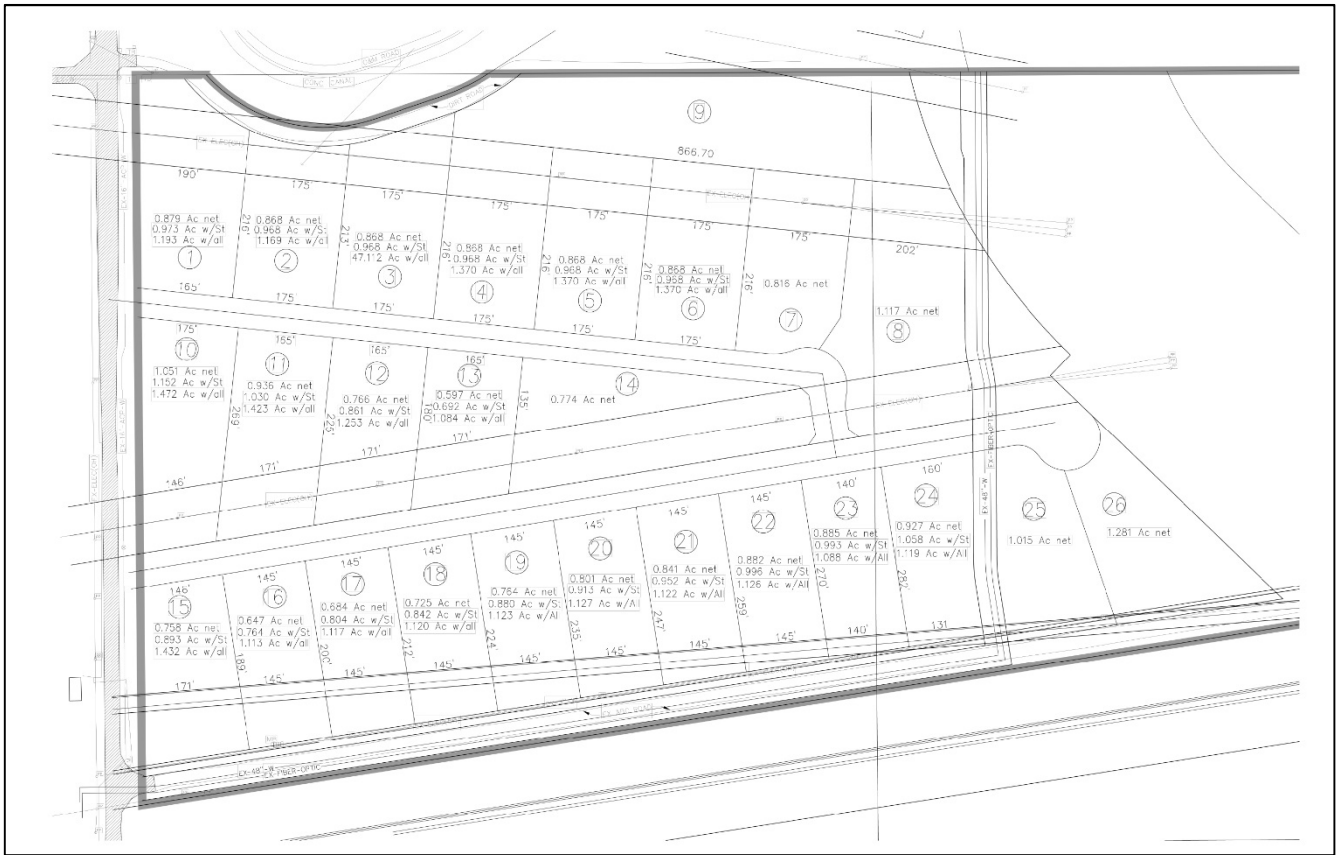 DIRT ROAD
CONC. CANAL
9
866.70
190'
175'
175'
175'
175'
175'
175'
202'
0.879 Ac net
0.973 Ac w/St
1.193 Ac w/all
1
216'
0.868 Ac net
0.968 Ac w/St
1.169 Ac w/all
2
213'
0.868 Ac net
0.968 Ac w/St
47.112 Ac w/all
3
216'
0.868 Ac net
0.968 Ac w/St
1.370 Ac w/all
4
216'
0.868 Ac net
0.968 Ac w/St
1.370 Ac w/all
5
216'
0.868 Ac net
0.968 Ac w/St
1.370 Ac w/all
6
216'
0.816 Ac net
7
1.117 Ac net
8
165'
175'
175'
175'
175'
175'
175'
10
1.051 Ac net
1.152 Ac w/St
1.472 Ac w/all
269'
165'
11
0.936 Ac net
1.030 Ac w/St
1.423 Ac w/all
225'
165'
12
0.766 Ac net
0.861 Ac w/St
1.253 Ac w/all
180'
165'
13
0.597 Ac net
0.692 Ac w/St
1.084 Ac w/all
135'
14
0.774 Ac net
146'
171'
171'
171'
146'
15
0.758 Ac net
0.893 Ac w/St
1.432 Ac w/all
171'
189'
145'
16
0.647 Ac net
0.764 Ac w/St
1.113 Ac w/all
145'
200'
145'
17
0.684 Ac net
0.804 Ac w/St
1.117 Ac w/all
145'
212'
145'
18
0.725 Ac net
0.842 Ac w/St
1.120 Ac w/all
145'
224'
145'
19
0.764 Ac net
0.880 Ac w/St
1.123 Ac w/Al
145'
235'
145'
20
0.801 Ac net
0.913 Ac w/St
1.127 Ac w/Al
145'
247'
145'
21
0.841 Ac net
0.952 Ac w/St
1.122 Ac w/All
145'
259'
145'
22
0.882 Ac net
0.996 Ac w/St
1.126 Ac w/All
145'
270'
140'
23
0.885 Ac net
0.993 Ac w/St
1.088 Ac w/All
140'
282'
180'
24
0.927 Ac net
1.058 Ac w/St
1.119 Ac w/All
131
EX-48"-W
EX-FIBER-OPTIC
25
1.015 Ac net
26
1.281 Ac net
EX-48"-W
EX-FIBER-OPTIC